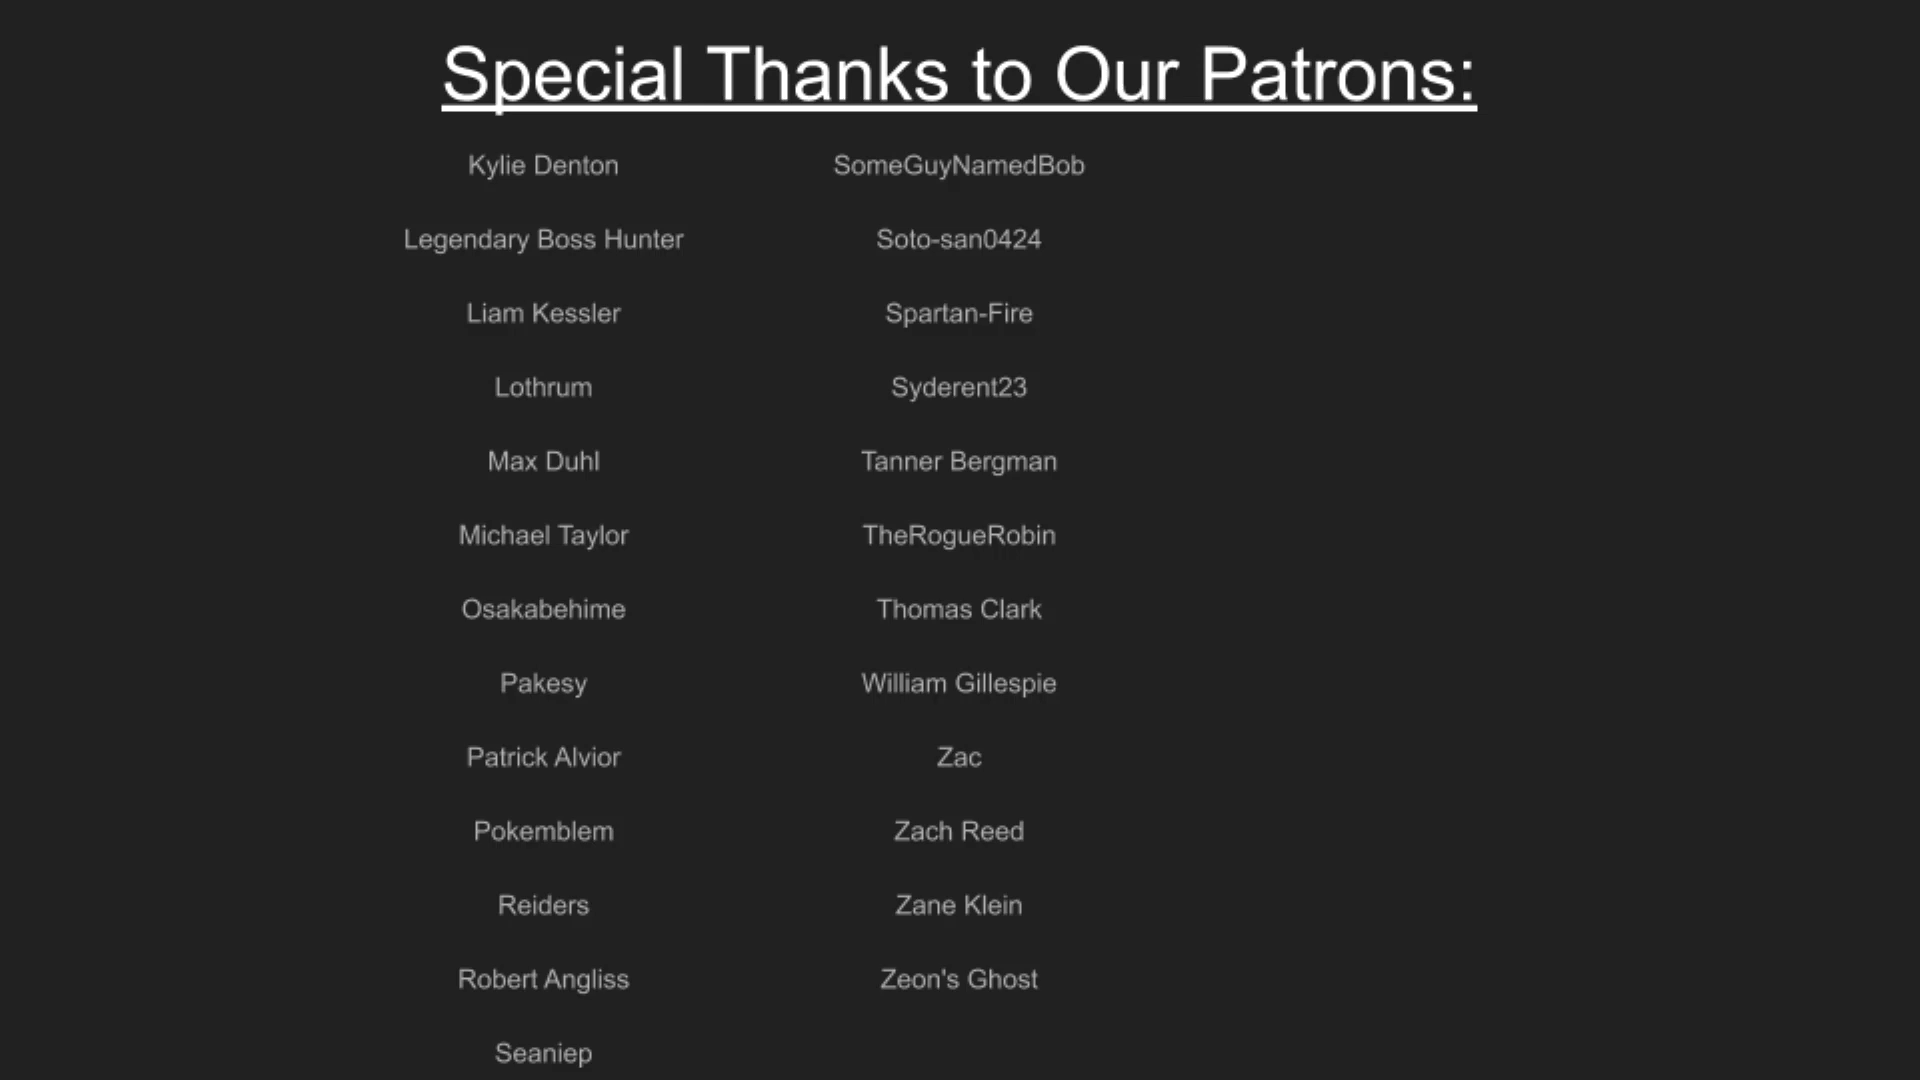 Special Thanks to Our Patrons:
Kylie Denton
Legendary Boss Hunter
Liam Kessler
Lothrum
Max Duhl
Michael Taylor
Osakabehime
Pakesy
Patrick Alvior
Pokemblem
Reiders
Robert Angliss
Seaniep
SomeGuyNamedBob
Soto-san0424
Spartan-Fire
Syderent23
Tanner Bergman
TheRogueRobin
Thomas Clark
William Gillespie
Zac
Zach Reed
Zane Klein
Zeon's Ghost